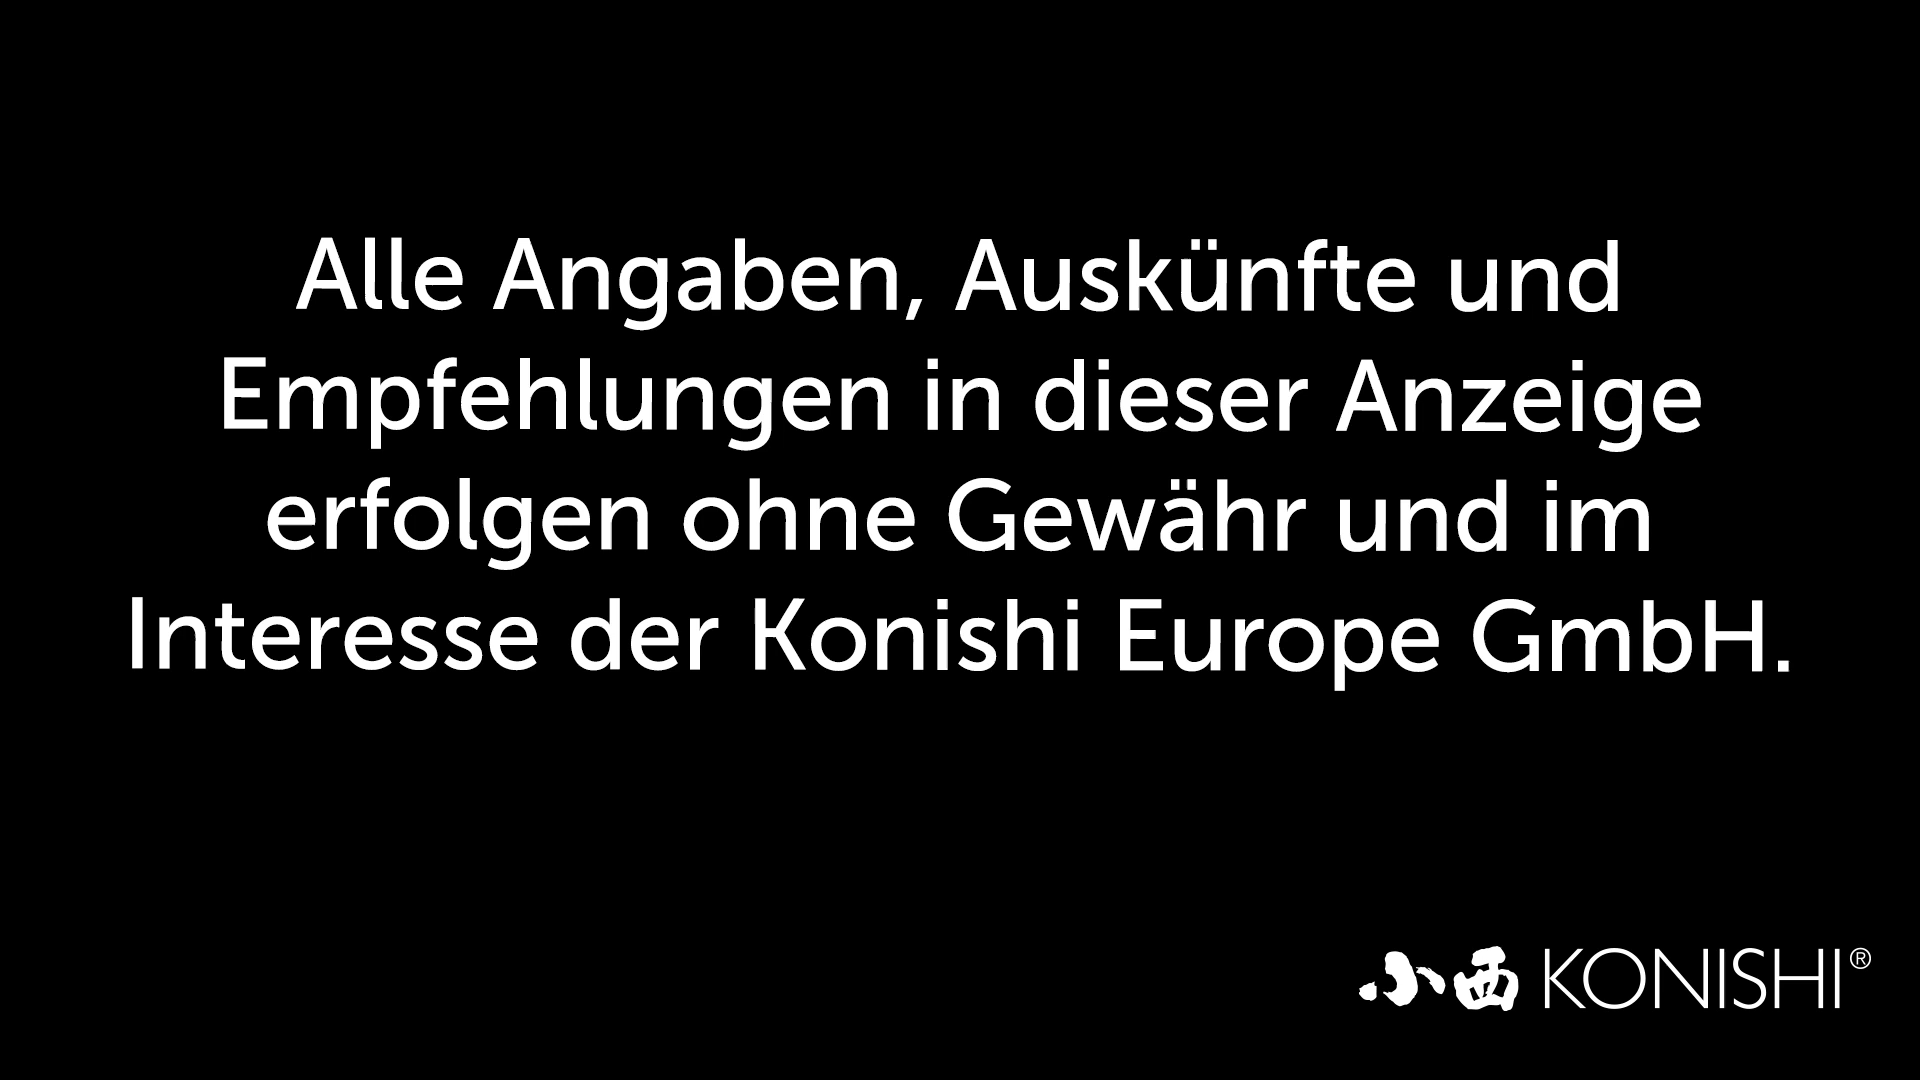 Alle Angaben, Auskünfte und
Empfehlungen in dieser Anzeige
erfolgen ohne Gewähr und im
Interesse der Konishi Europe GmbH.
小西 KONISHI®